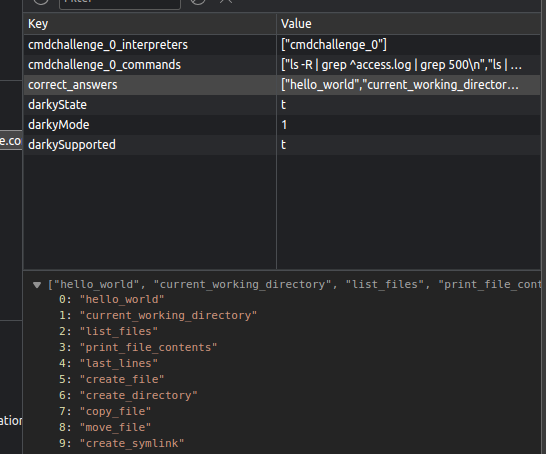 Filter
Key Value
cmdchallenge_0_interpreters ["cmdchallenge_0"]
cmdchallenge_0_commands ["ls -R | grep ^access.log | grep 500\n","ls | ...
correct_answers ["hello_world","current_working_director...
darkyState t
darkyMode 1
e.co
darkySupported t
["hello_world", "current_working_directory", "list_files", "print_file_cont
0: "hello_world"
1: "current_working_directory"
2: "list_files"
3: "print_file_contents"
4: "last_lines"
5: "create_file"
6: "create_directory"
7: "copy_file"
ation
8: "move_file"
9: "create_symlink"